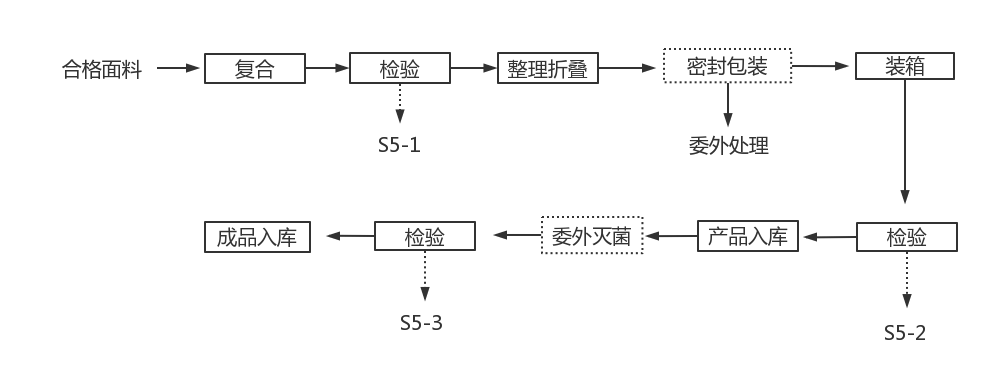 合格面料
复合
检验
整理折叠
密封包装
装箱
S5-1
委外处理
成品入库
检验
委外灭菌
产品入库
检验
S5-3
S5-2